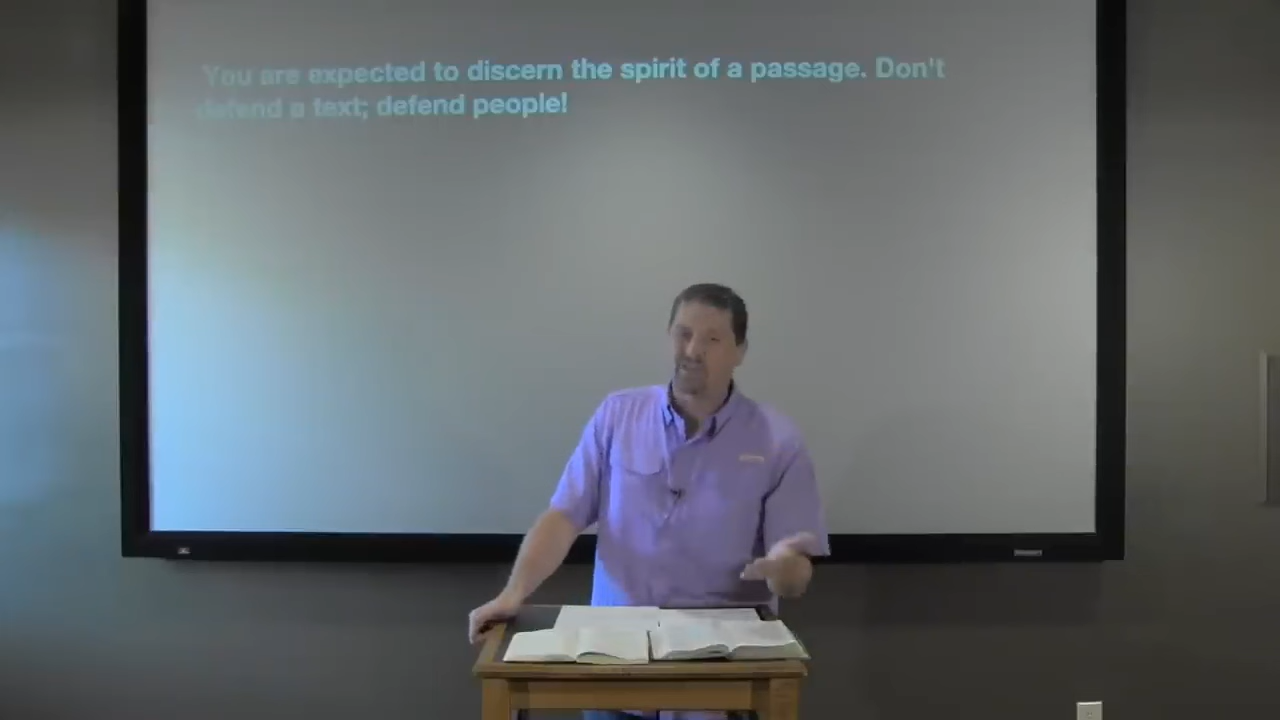 You are expected to discern the spirit of a passage. Don't
defend a text; defend people!